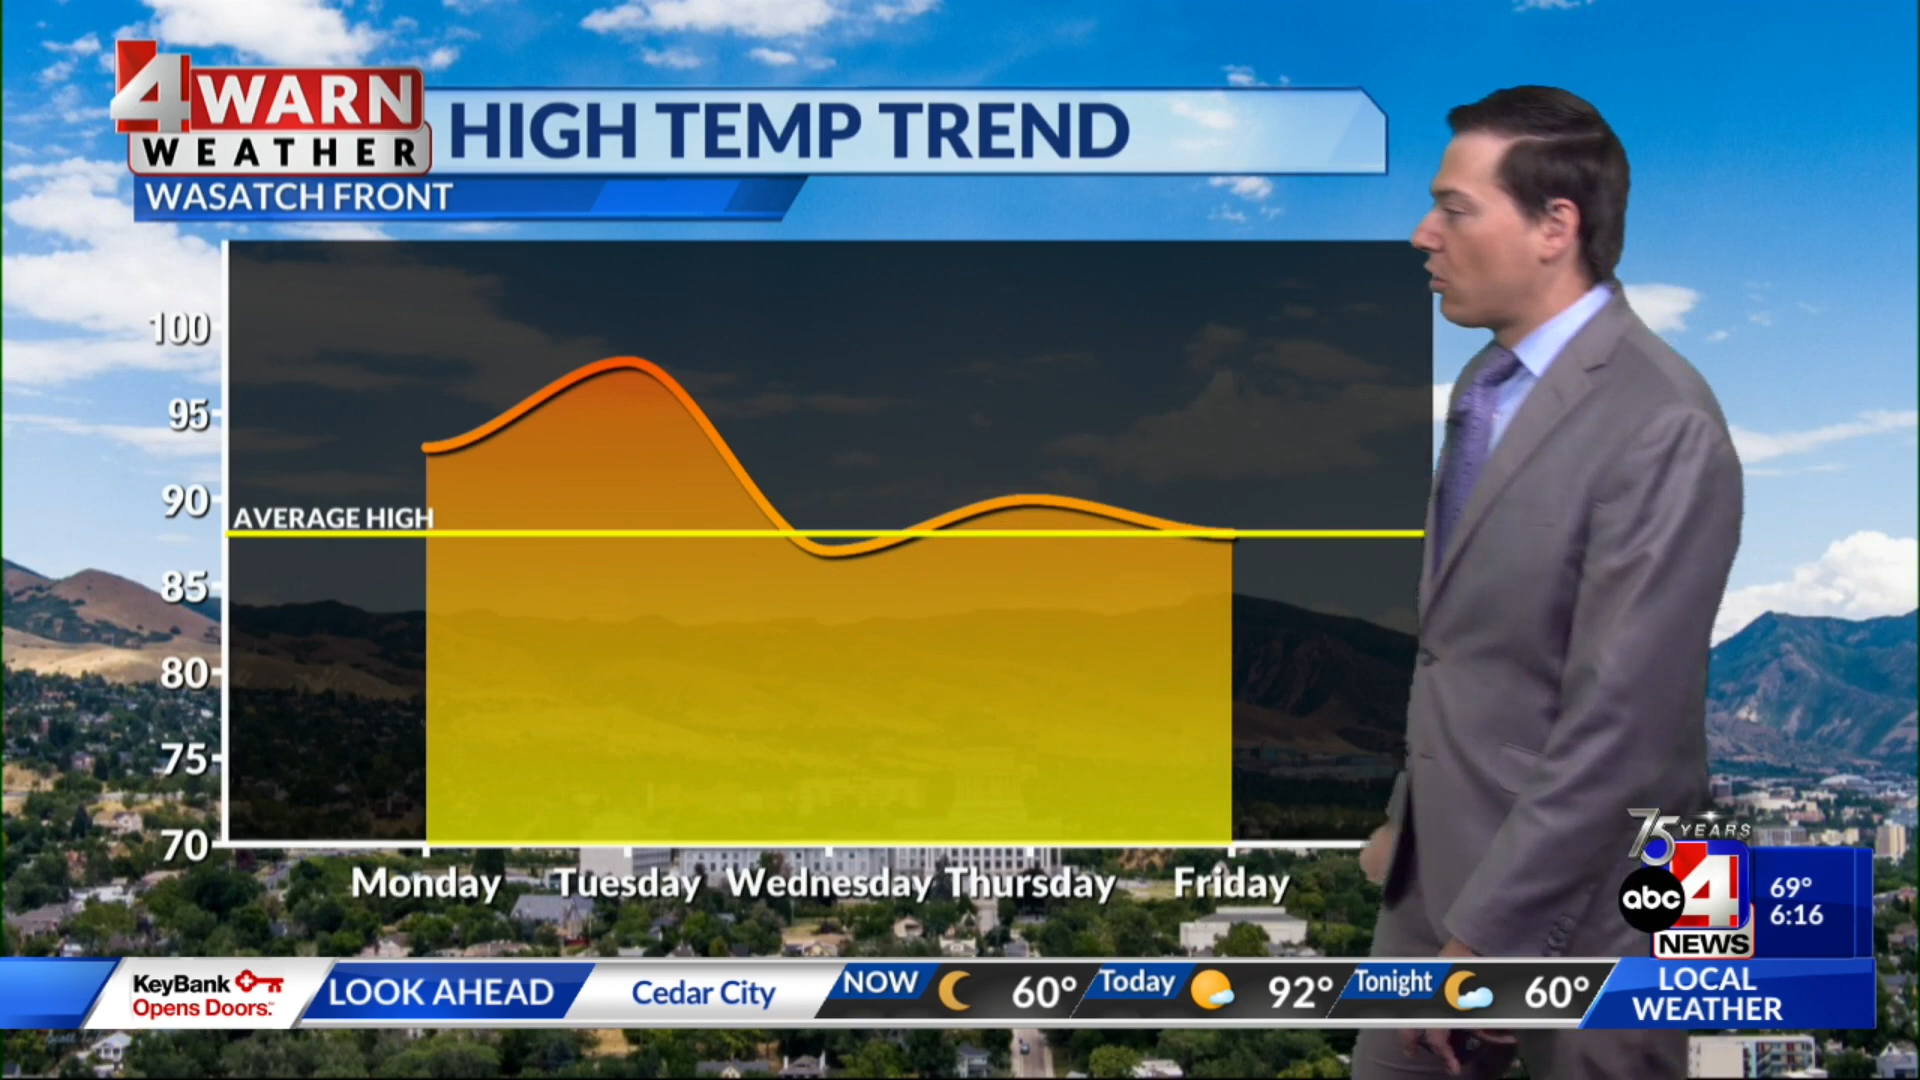 4 WARN
WEATHER
HIGH TEMP TREND
WASATCH FRONT
100
95
90
AVERAGE HIGH
85
80
75
70
Monday Tuesday Wednesday Thursday Friday
75 YEARS
abc 4
NEWS
69°
6:16
KeyBank
Opens Doors.
LOOK AHEAD
Cedar City
NOW 60°
Today 92°
Tonight 60°
LOCAL
WEATHER